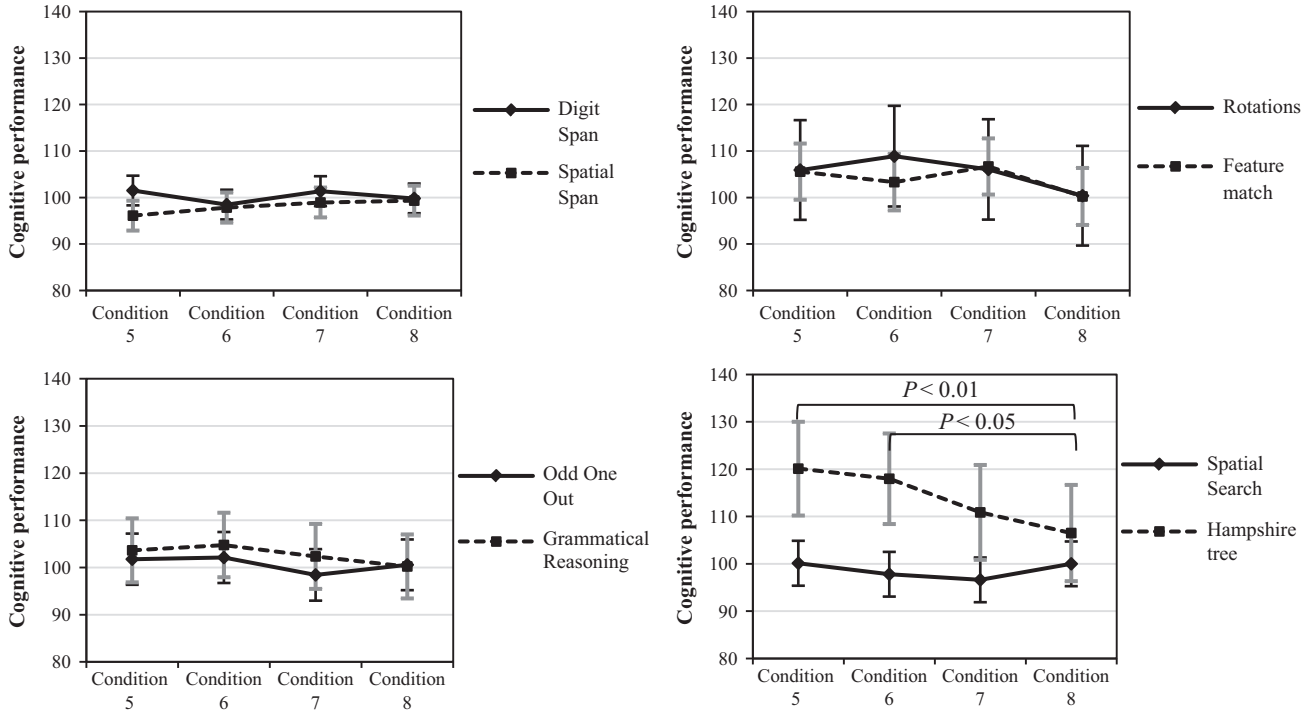 Cognitive performance
140
130
120
110
100
90
80
Condition 5
Condition 6
Condition 7
Condition 8
Digit
Span
Spatial
Span
Cognitive performance
140
130
120
110
100
90
80
Condition 5
Condition 6
Condition 7
Condition 8
Rotations
Feature
match
Cognitive performance
140
130
120
110
100
90
80
Condition 5
Condition 6
Condition 7
Condition 8
Odd One
Out
Grammatical
Reasoning
Cognitive performance
140
130
120
110
100
90
80
P < 0.01
P < 0.05
Condition 5
Condition 6
Condition 7
Condition 8
Spatial
Search
Hampshire
tree